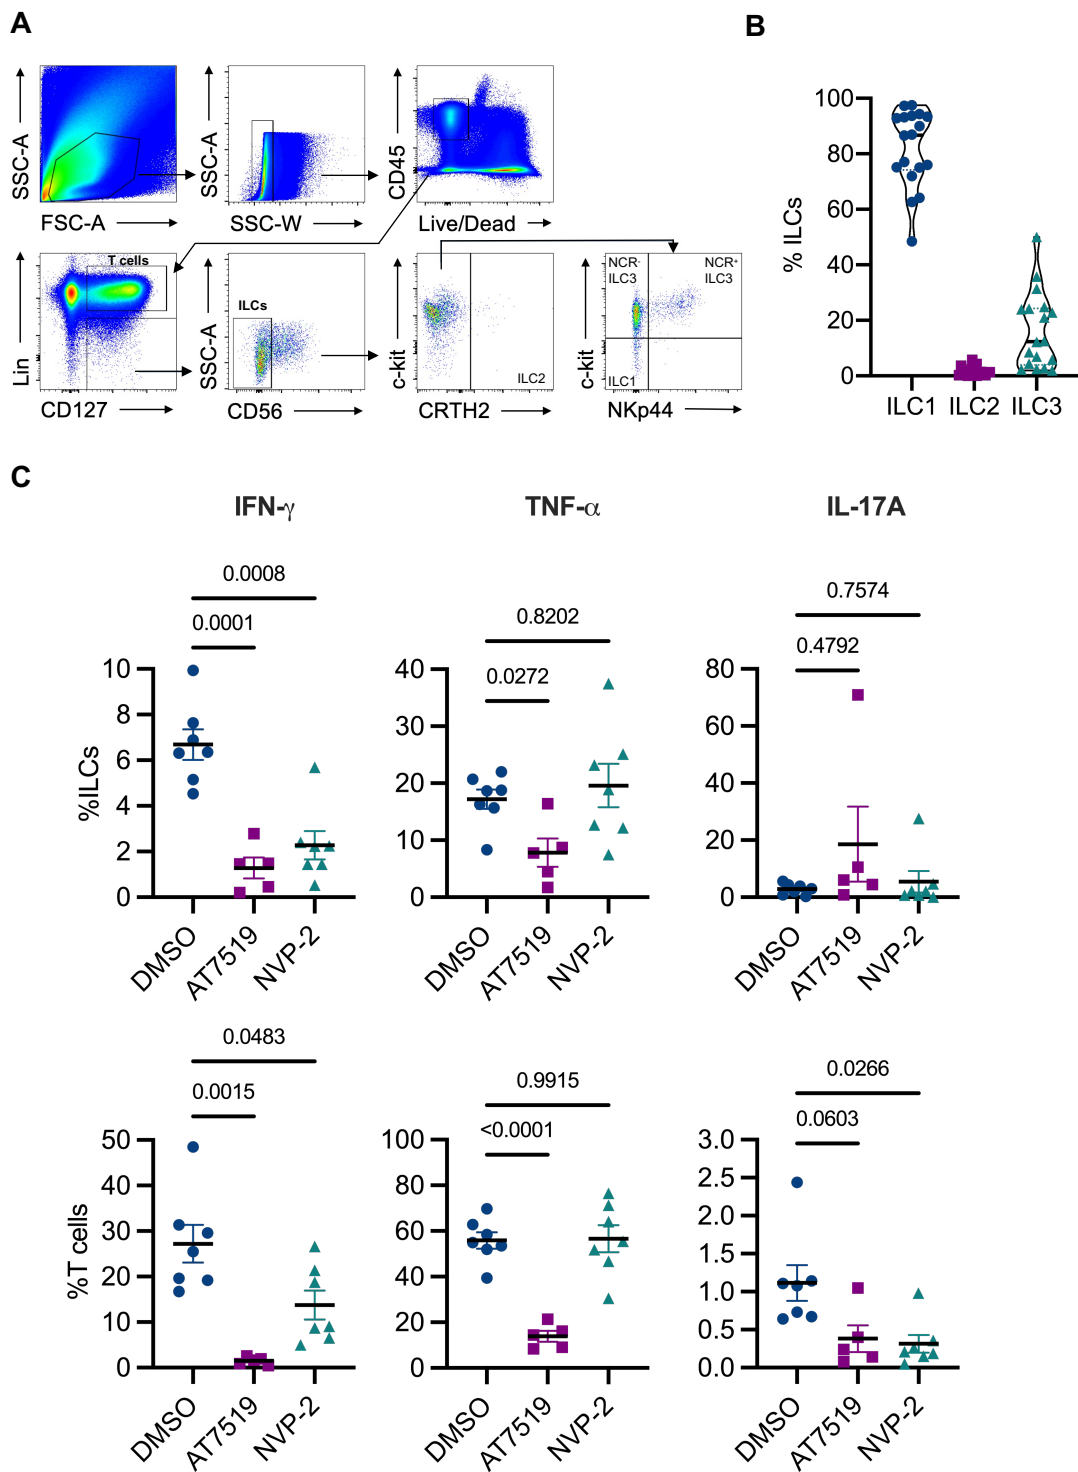 A
B
SSC-A
FSC-A
SSC-A
SSC-W
CD45
Live/Dead
T cells
Lin
CD127
ILCs
SSC-A
CD56
c-kit
ILC2
CRTH2
NCR⁻ ILC3
NCR⁺ ILC3
ILC1
c-kit
NKp44
% ILCs
100
80
60
40
20
0
ILC1 ILC2 ILC3
C
IFN-γ TNF-α IL-17A
0.0008
0.0001
%ILCs
10
8
6
4
2
0
DMSO
AT7519
NVP-2
0.8202
0.0272
40
30
20
10
0
DMSO
AT7519
NVP-2
0.7574
0.4792
80
60
40
20
0
DMSO
AT7519
NVP-2
0.0483
0.0015
%T cells
50
40
30
20
10
0
DMSO
AT7519
NVP-2
0.9915
<0.0001
100
80
60
40
20
0
DMSO
AT7519
NVP-2
0.0266
0.0603
3.0
2.5
2.0
1.5
1.0
0.5
0.0
DMSO
AT7519
NVP-2